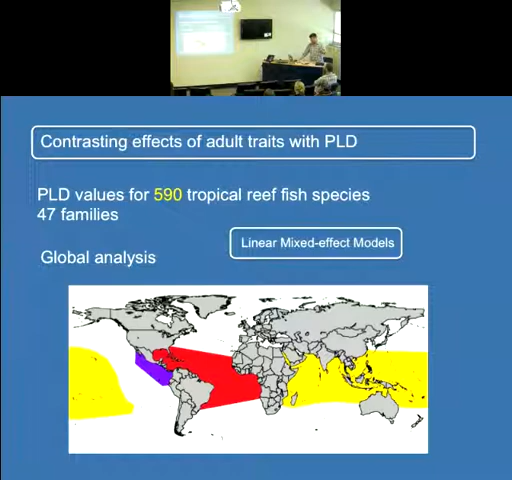 Contrasting effects of adult traits with PLD
PLD values for 590 tropical reef fish species
47 families
Linear Mixed-effect Models
Global analysis